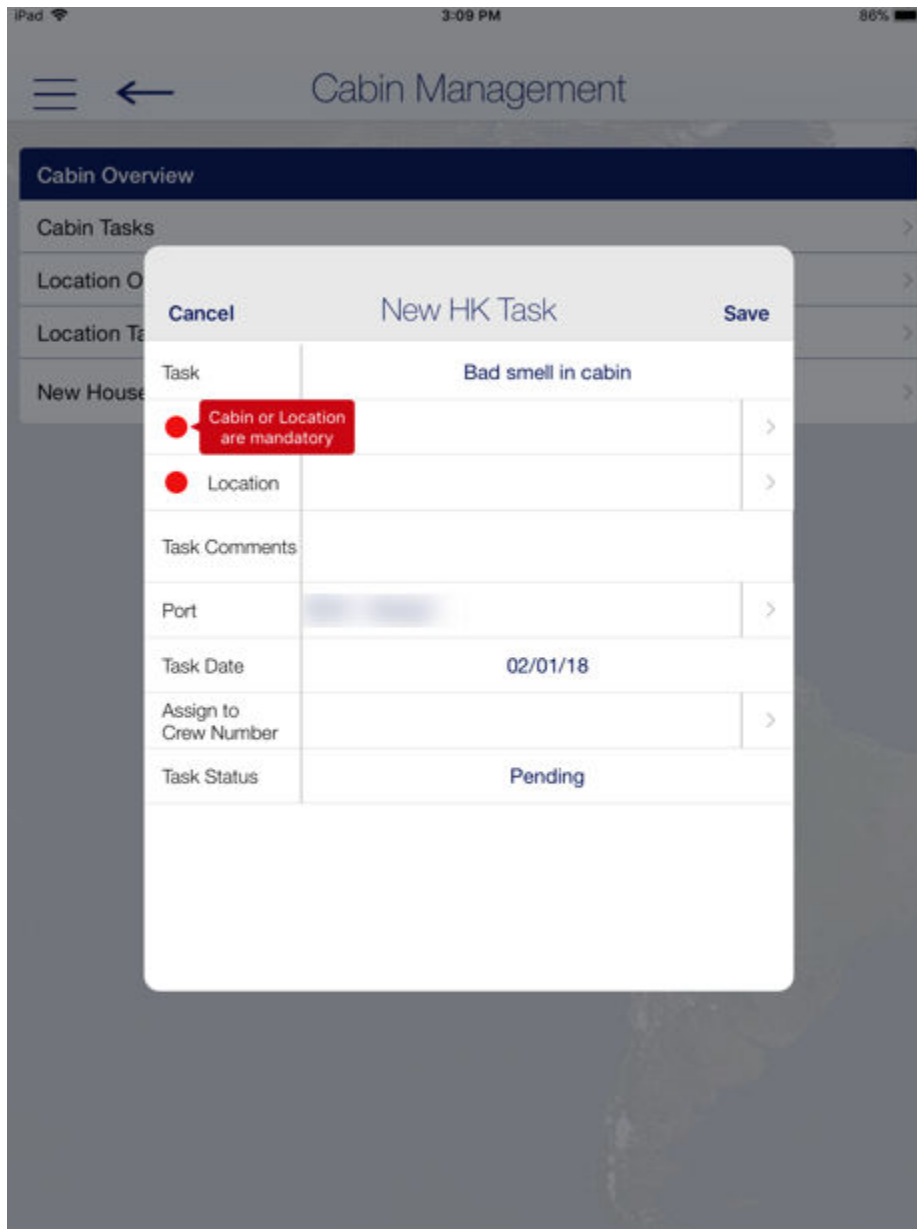 iPad 3:09 PM 86%
Cabin Management
Cabin Overview
Cabin Tasks
Location O
Location Ta
New House
Cancel New HK Task Save
Task Bad smell in cabin
Cabin or Location
are mandatory
Location
Task Comments
Port
Task Date 02/01/18
Assign to
Crew Number
Task Status Pending